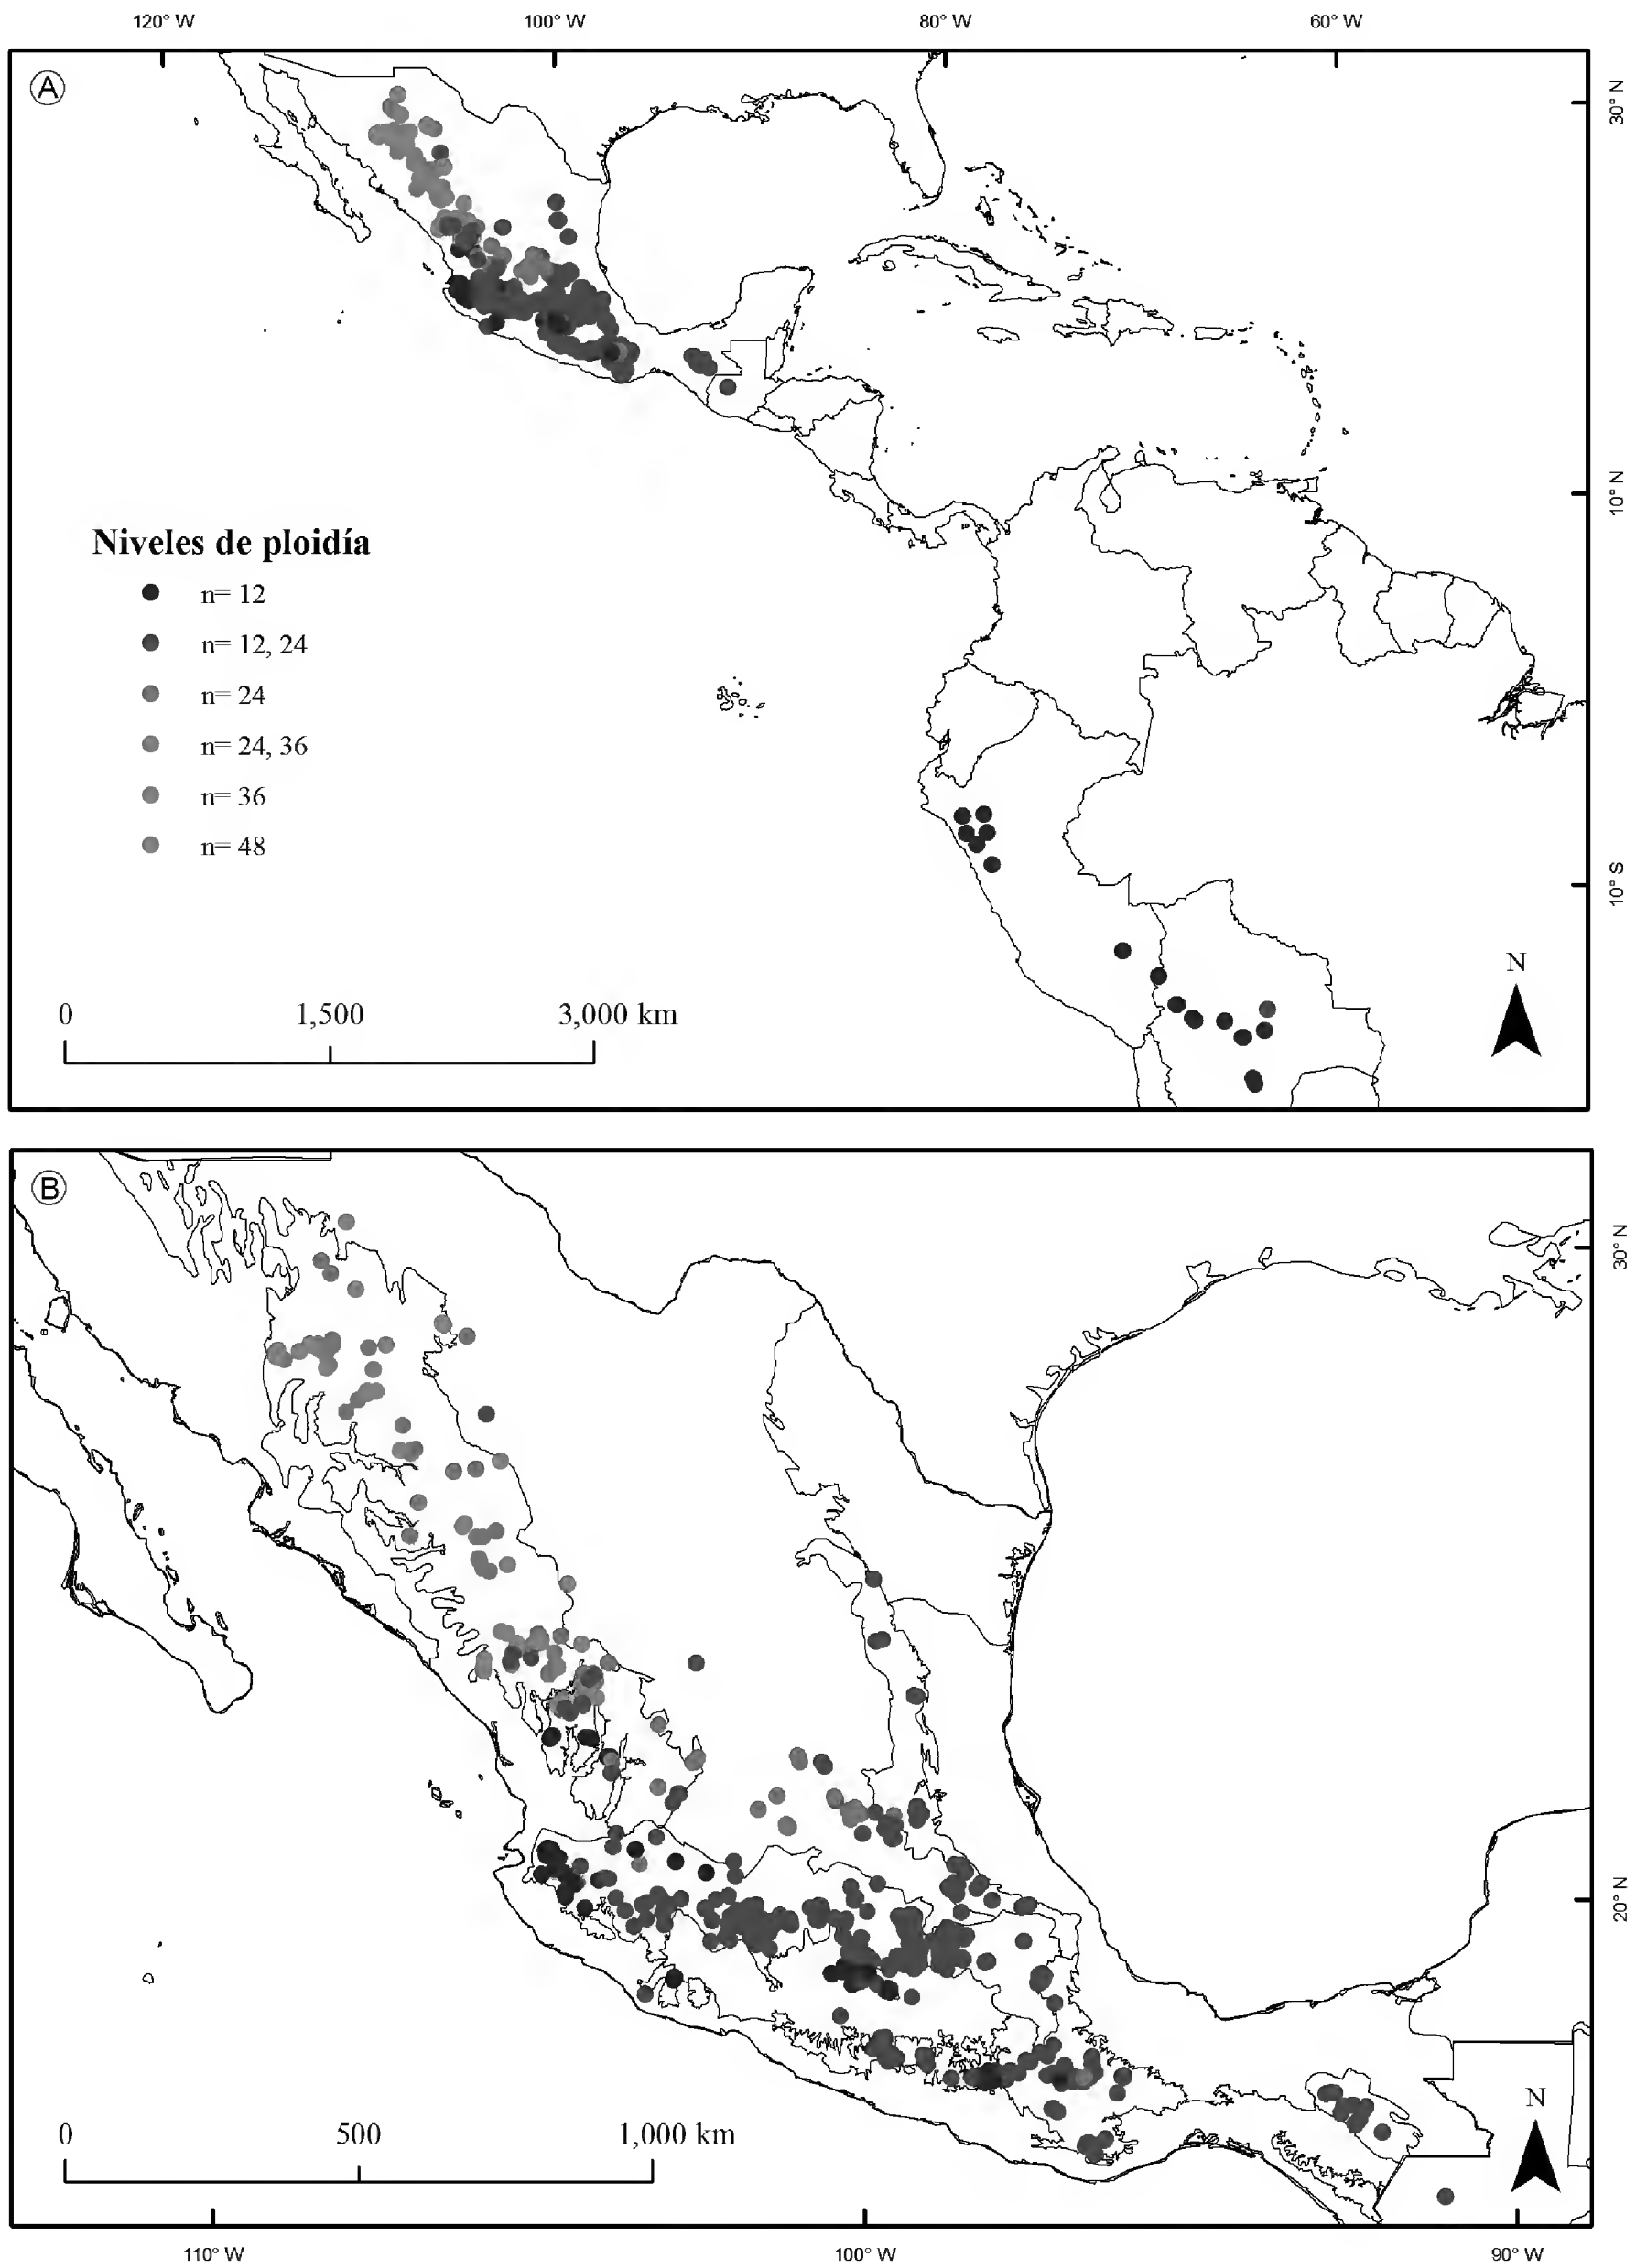 120° W 100° W 80° W 60° W
A
30° N
10° N
Niveles de ploidía
n= 12
n= 12, 24
n= 24
n= 24, 36
n= 36
n= 48
10° S
N
0 1,500 3,000 km
B
30° N
20° N
N
0 500 1,000 km
110° W 100° W 90° W